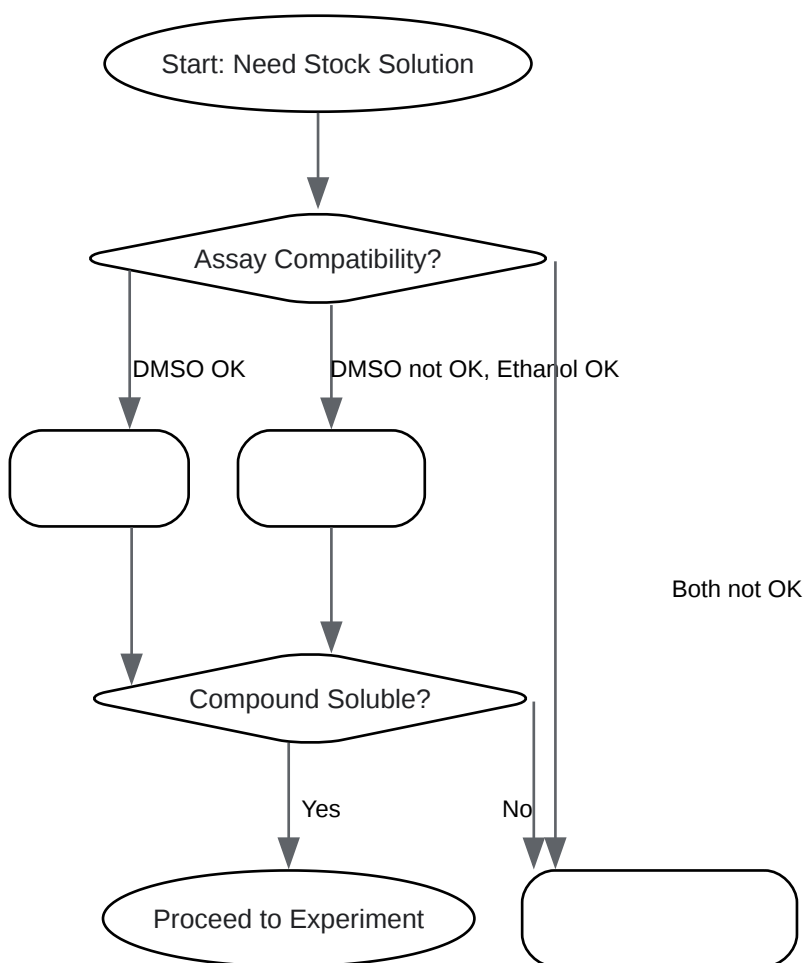 Start: Need Stock Solution
Assay Compatibility?
DMSO OK
DMSO not OK, Ethanol OK
Both not OK
Compound Soluble?
Yes
No
Proceed to Experiment